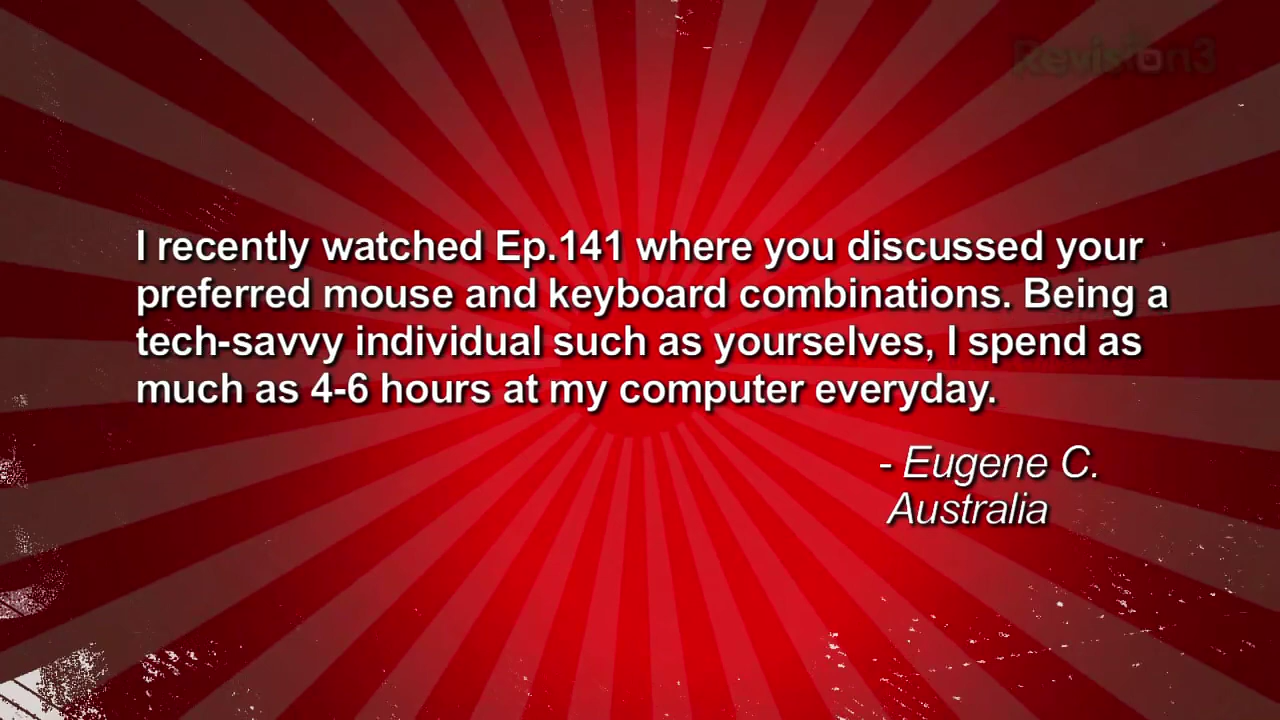 Revision3
I recently watched Ep.141 where you discussed your
preferred mouse and keyboard combinations. Being a
tech-savvy individual such as yourselves, I spend as
much as 4-6 hours at my computer everyday.
- Eugene C.
Australia